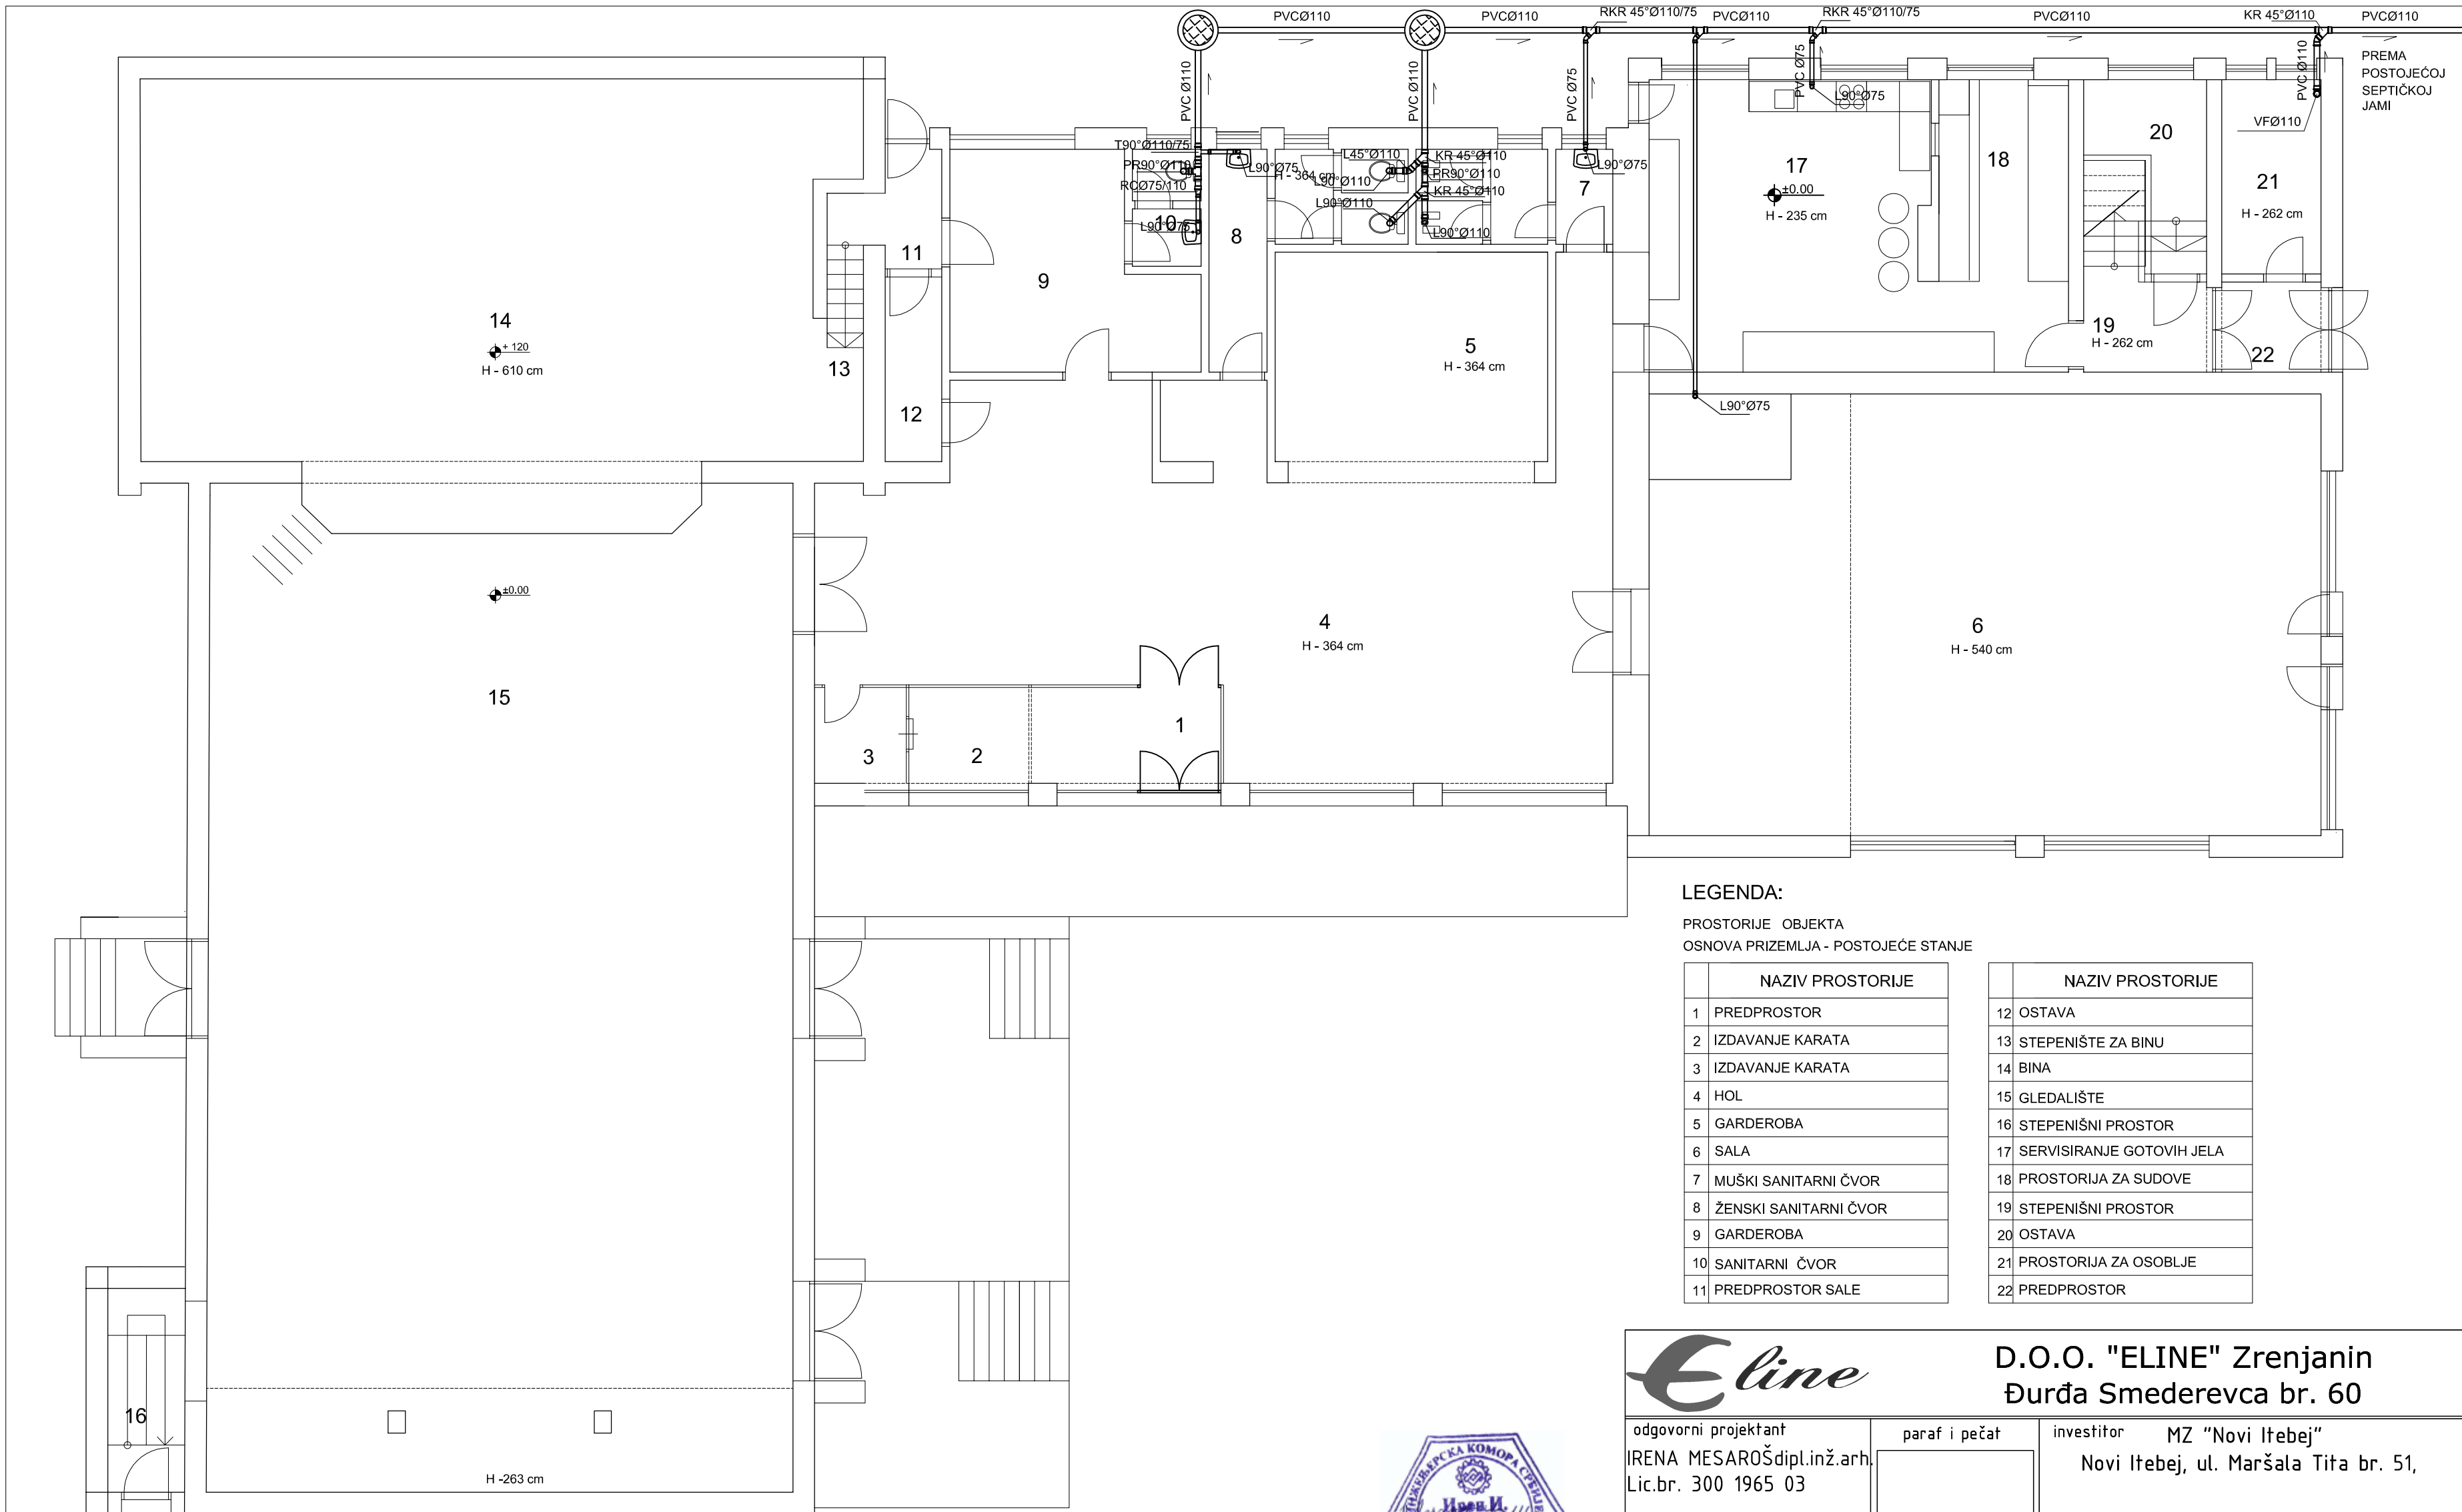 PVCØ110
PVCØ110
RKR 45°Ø110/75
PVCØ110
RKR 45°Ø110/75
PVCØ110
KR 45°Ø110
PVCØ110
PREMA
POSTOJEĆOJ
SEPTIČKOJ
JAMI
PVC Ø110
PVC Ø110
PVC Ø75
PVC Ø75
PVC Ø110
L90°Ø75
VFØ110
T90°Ø110/75
PR90°Ø110
RCØ75/110
L90°Ø75
10
L90°Ø75
H - 364 cm
L45°Ø110
L90°Ø110
L90°Ø110
KR 45°Ø110
PR90°Ø110
KR 45°Ø110
L90°Ø110
L90°Ø75
7
8
17
±0.00
H - 235 cm
18
20
21
H - 262 cm
19
H - 262 cm
22
L90°Ø75
11
9
12
13
14
+ 120
H - 610 cm
5
H - 364 cm
±0.00
15
4
H - 364 cm
6
H - 540 cm
1
2
3
16
H -263 cm
LEGENDA:
PROSTORIJE OBJEKTA
OSNOVA PRIZEMLJA - POSTOJEĆE STANJE
NAZIV PROSTORIJE
1 PREDPROSTOR
2 IZDAVANJE KARATA
3 IZDAVANJE KARATA
4 HOL
5 GARDEROBA
6 SALA
7 MUŠKI SANITARNI ČVOR
8 ŽENSKI SANITARNI ČVOR
9 GARDEROBA
10 SANITARNI ČVOR
11 PREDPROSTOR SALE
NAZIV PROSTORIJE
12 OSTAVA
13 STEPENIŠTE ZA BINU
14 BINA
15 GLEDALIŠTE
16 STEPENIŠNI PROSTOR
17 SERVISIRANJE GOTOVIH JELA
18 PROSTORIJA ZA SUDOVE
19 STEPENIŠNI PROSTOR
20 OSTAVA
21 PROSTORIJA ZA OSOBLJE
22 PREDPROSTOR
Eline
D.O.O. "ELINE" Zrenjanin
Đurđa Smederevca br. 60
odgovorni projektant
IRENA MESAROŠdipl.inž.arh.
Lic.br. 300 1965 03
paraf i pečat
investitor MZ "Novi Itebej"
Novi Itebej, ul. Maršala Tita br. 51,
ИНЖЕЊЕРСКА КОМОРА СРБИЈЕ